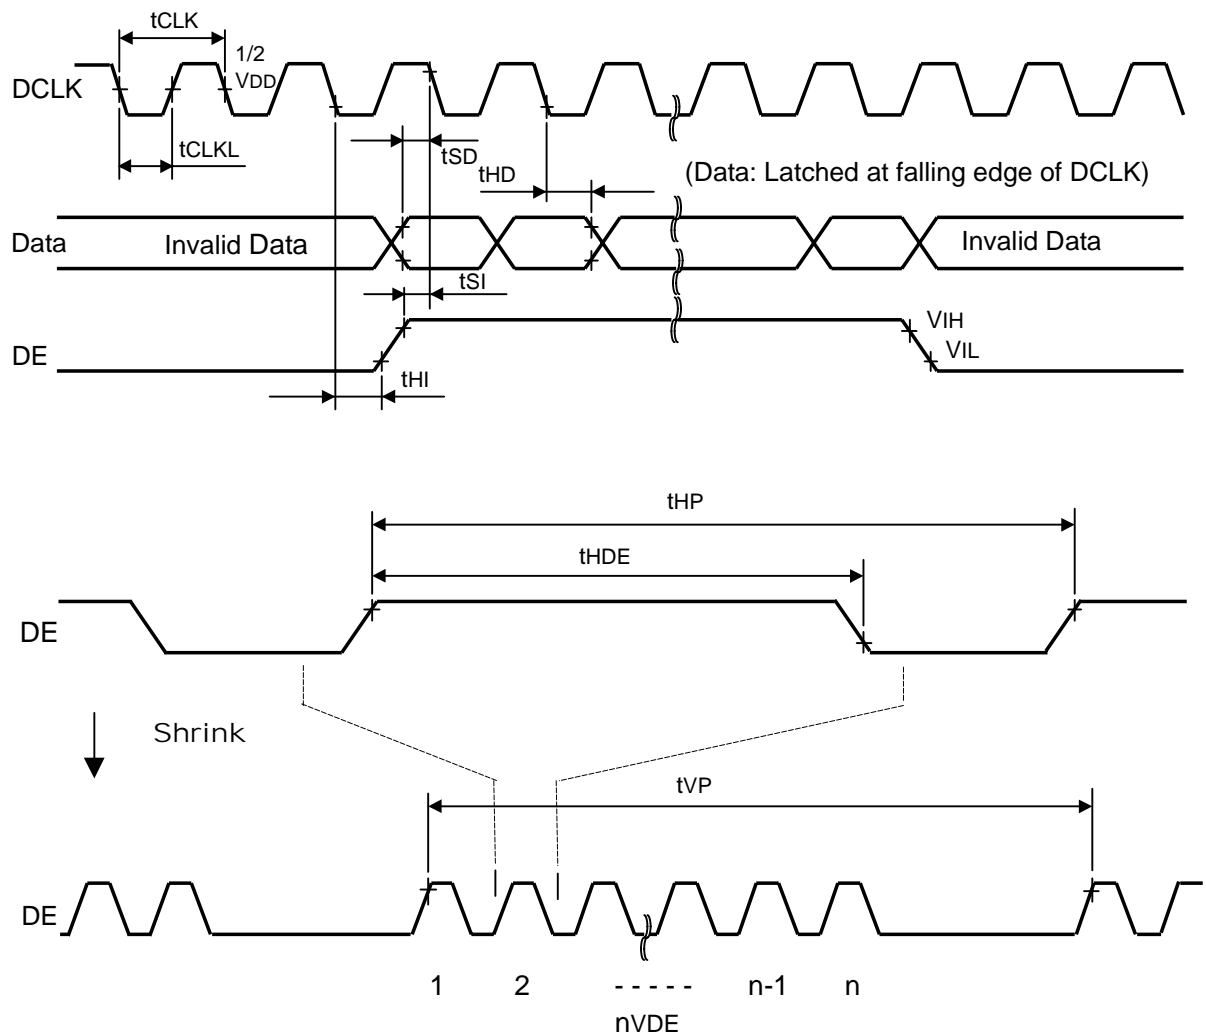 tCLK
1/2
VDD
DCLK
tCLKL
tSD
tHD
(Data: Latched at falling edge of DCLK)
Data
Invalid Data
Invalid Data
tSI
VIH
DE
VIL
tHI
tHP
tHDE
DE
Shrink
tVP
DE
1 2 ----- n-1 n
nVDE